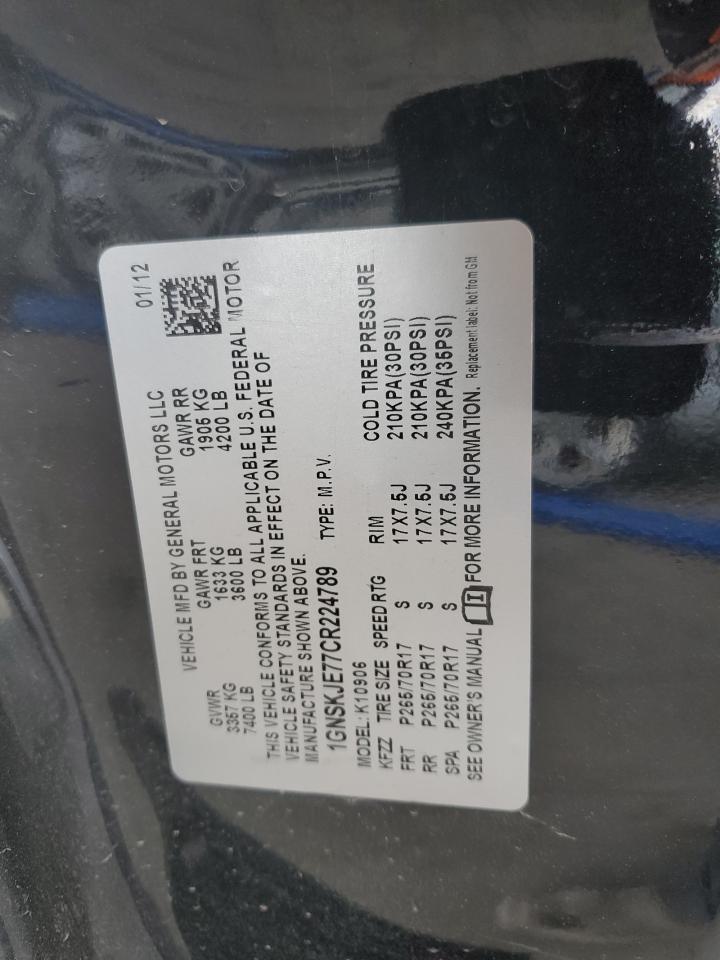 VEHICLE MFD BY GENERAL MOTORS LLC 01/12
GVWR GAWR FRT GAWR RR
3357 KG 1633 KG 1906 KG
7400 LB 3600 LB 4200 LB
THIS VEHICLE CONFORMS TO ALL APPLICABLE U.S. FEDERAL MOTOR
VEHICLE SAFETY STANDARDS IN EFFECT ON THE DATE OF
MANUFACTURE SHOWN ABOVE.
1GNSKJE77CR224789 TYPE: M.P.V.
MODEL: K10906
KFZZ TIRE SIZE SPEED RTG RIM COLD TIRE PRESSURE
FRT P265/70R17 S 17X7.5J 210KPA(30PSI)
RR P265/70R17 S 17X7.5J 210KPA(30PSI)
SPA P265/70R17 S 17X7.5J 240KPA(35PSI)
SEE OWNER'S MANUAL FOR MORE INFORMATION. Replacement label: Not from GM